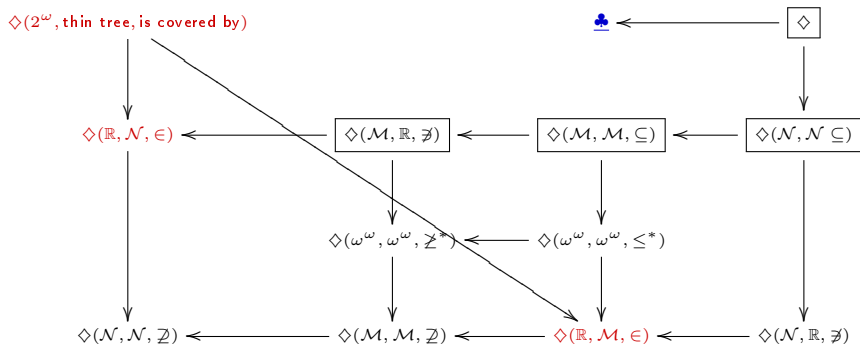 ◇(2^ω, thin tree, is covered by) ♣ ◇
◇(ℝ, 𝒩, ∈) ◇(ℳ, ℝ, ∌) ◇(ℳ, ℳ, ⊆) ◇(𝒩, 𝒩 ⊆)
◇(ω^ω, ω^ω, ≱*) ◇(ω^ω, ω^ω, ≤*)
◇(𝒩, 𝒩, ⊉) ◇(ℳ, ℳ, ⊉) ◇(ℝ, ℳ, ∈) ◇(𝒩, ℝ, ∌)